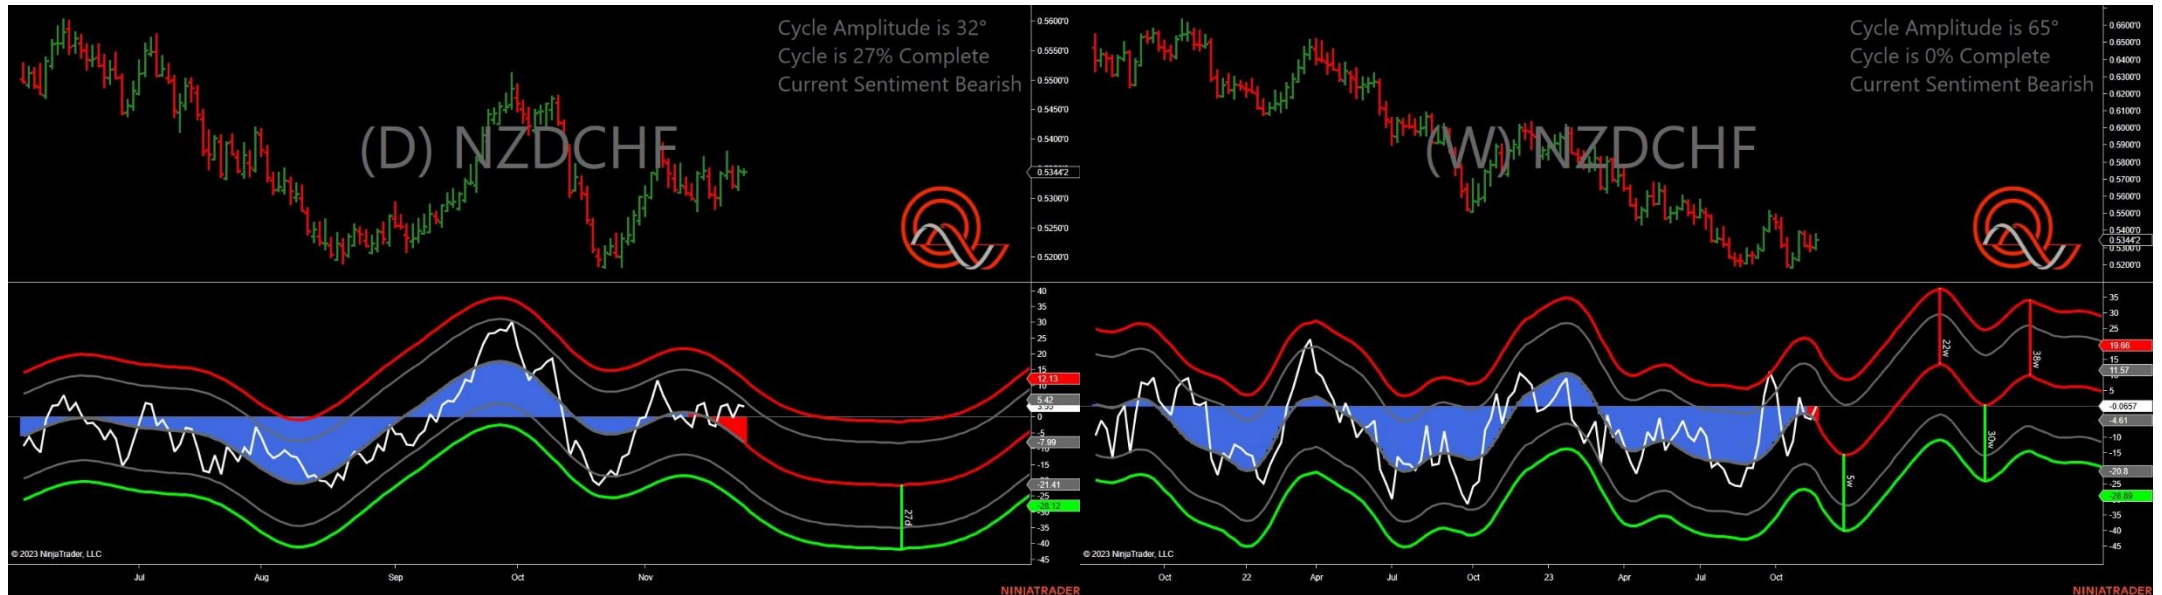 Cycle Amplitude is 32°
Cycle is 27% Complete
Current Sentiment Bearish
(D) NZDCHF
0.5600'0
0.5550'0
0.5500'0
0.5450'0
0.5400'0
0.5344'2
0.5300'0
0.5250'0
0.5200'0
40
35
30
25
20
15
12.13
5.42
0
-5
-7.99
-10
-15
-21.41
-25
-28.12
-35
-40
-45
27d
© 2023 NinjaTrader, LLC
Jul
Aug
Sep
Oct
Nov
NINJATRADER
Cycle Amplitude is 65°
Cycle is 0% Complete
Current Sentiment Bearish
(W) NZDCHF
0.6600'0
0.6500'0
0.6400'0
0.6300'0
0.6200'0
0.6100'0
0.6000'0
0.5900'0
0.5800'0
0.5700'0
0.5600'0
0.5500'0
0.5400'0
0.5344'2
0.5300'0
0.5200'0
35
30
25
19.66
15
11.57
5
-0.0657
-4.61
-10
-15
-20.8
-25
-28.89
-35
-40
-45
5w
22w
30w
38w
© 2023 NinjaTrader, LLC
Oct
22
Apr
Jul
Oct
23
Apr
Jul
Oct
NINJATRADER